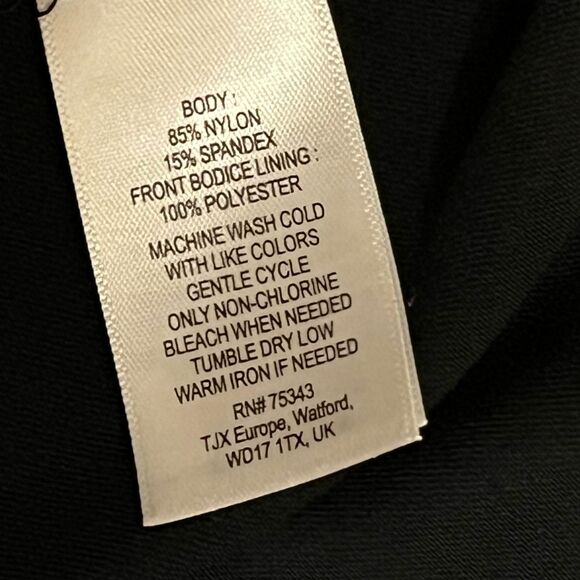 BODY :
85% NYLON
15% SPANDEX
FRONT BODICE LINING :
100% POLYESTER
MACHINE WASH COLD
WITH LIKE COLORS
GENTLE CYCLE
ONLY NON-CHLORINE
BLEACH WHEN NEEDED
TUMBLE DRY LOW
WARM IRON IF NEEDED
RN# 75343
TJX Europe, Watford,
WD17 1TX, UK